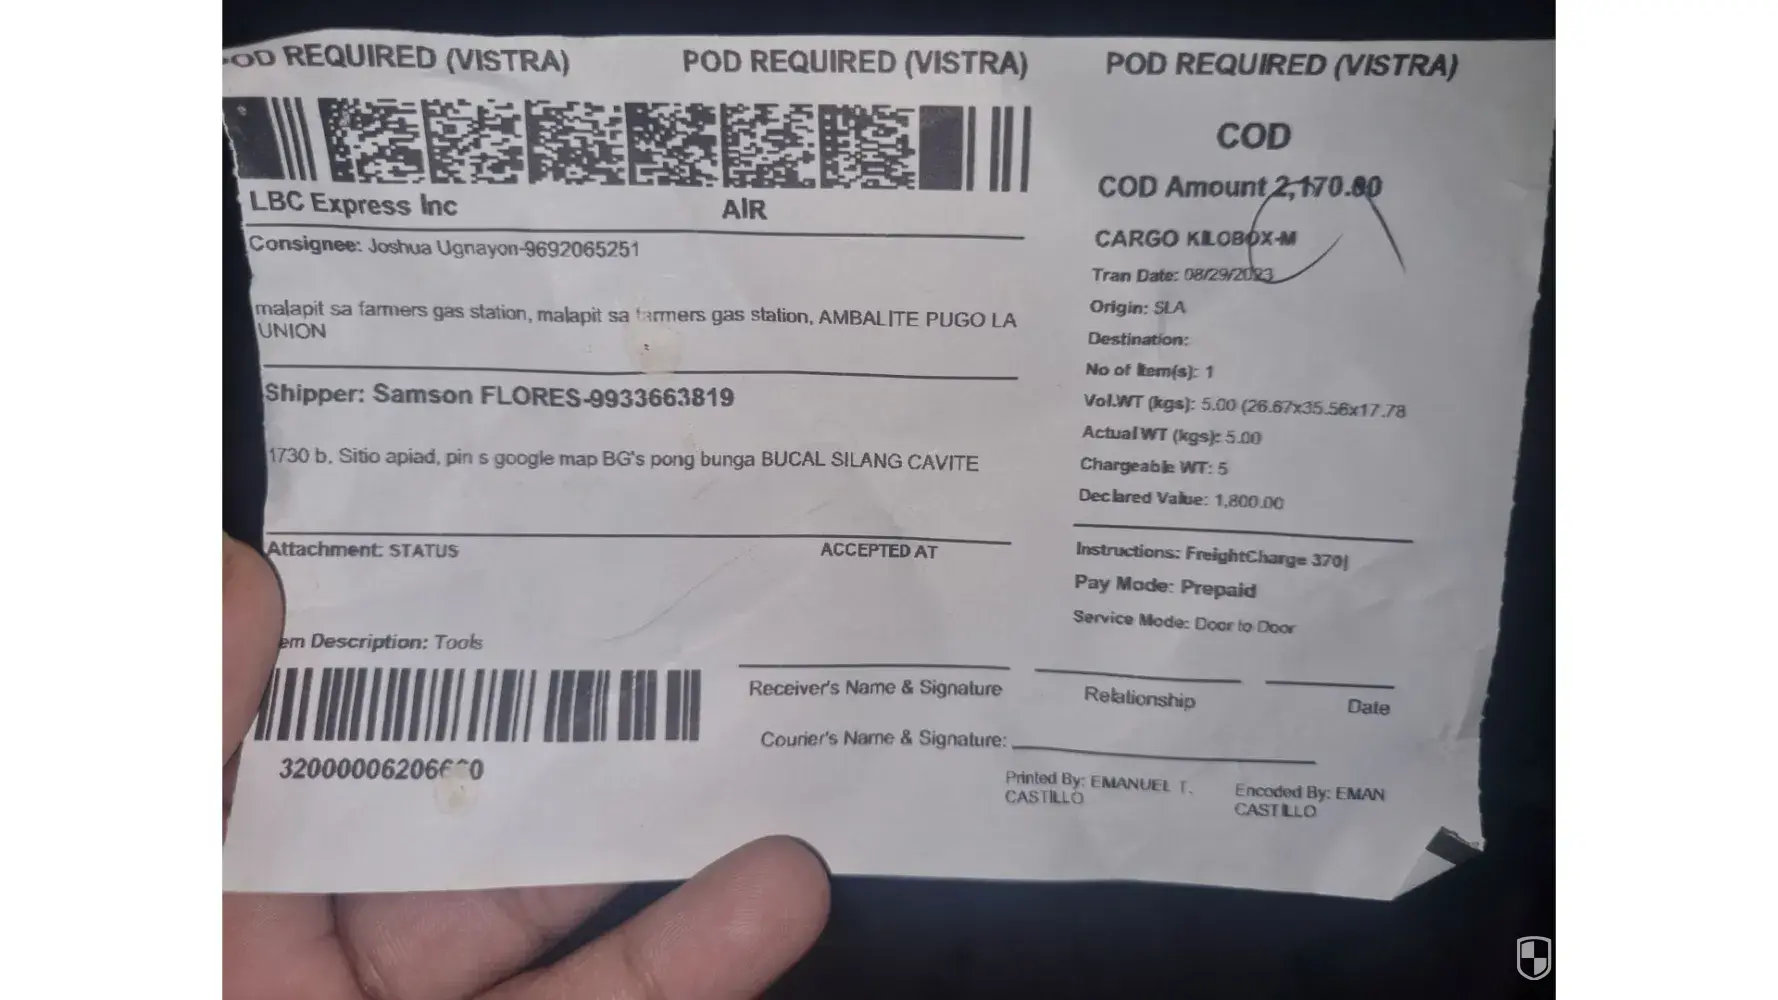 POD REQUIRED (VISTRA) POD REQUIRED (VISTRA) POD REQUIRED (VISTRA)
LBC Express Inc AIR
Consignee: Joshua Ugnayon-9692065251
malapit sa farmers gas station, malapit sa farmers gas station, AMBALITE PUGO LA
UNION
Shipper: Samson FLORES-9933663819
1730 b, Sitio apiad, pin s google map BG's pong bunga BUCAL SILANG CAVITE
Attachment: STATUS ACCEPTED AT
em Description: Tools
Receiver's Name & Signature
Relationship
Date
Courier's Name & Signature:
Printed By: EMANUEL T.
CASTILLO
Encoded By: EMAN
CASTILLO
COD
COD Amount 2,170.80
CARGO KILOBOX-M
Tran Date: 08/29/2023
Origin: SLA
Destination:
No of Item(s): 1
Vol.WT (kgs): 5.00 (26.67x35.56x17.78
Actual WT (kgs): 5.00
Chargeable WT: 5
Declared Value: 1,800.00
Instructions: FreightCharge 370|
Pay Mode: Prepaid
Service Mode: Door to Door